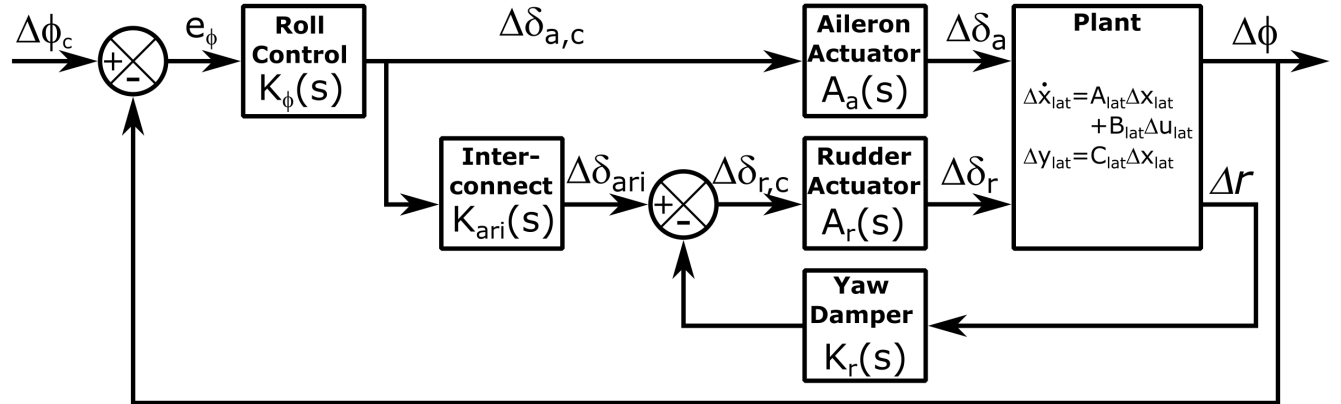 Δϕc
+
-
eϕ
Roll
Control
Kϕ(s)
Δδa,c
Aileron
Actuator
Aa(s)
Δδa
Plant
Δẋlat=AlatΔxlat
+BlatΔulat
Δylat=ClatΔxlat
Δϕ
Inter-
connect
Kari(s)
Δδari
+
-
Δδr,c
Rudder
Actuator
Ar(s)
Δδr
Δr
Yaw
Damper
Kr(s)